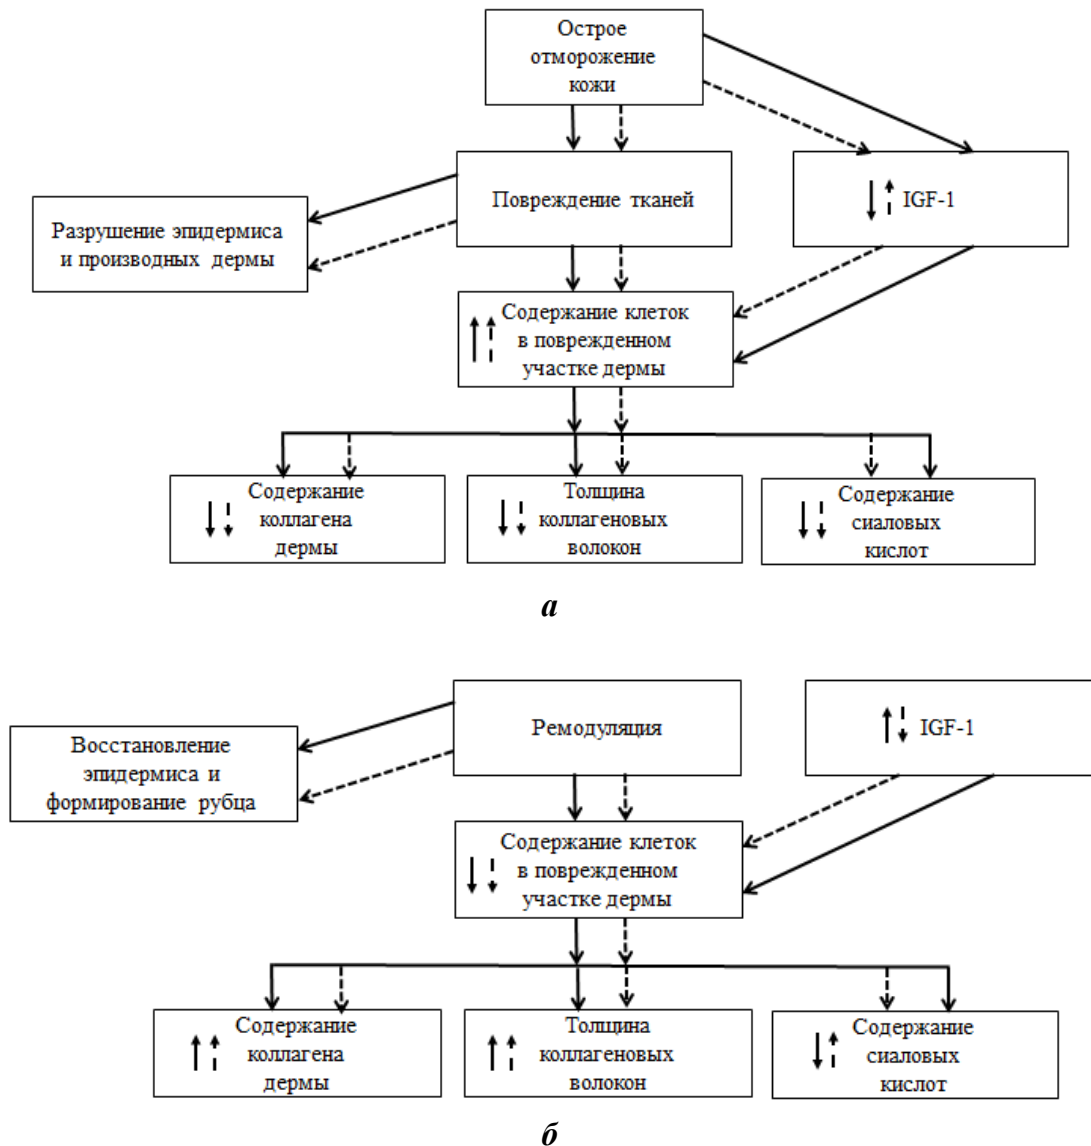 Острое
отморожение
кожи
Повреждение тканей
IGF-1
Разрушение эпидермиса
и производных дермы
Содержание клеток
в поврежденном
участке дермы
Содержание
коллагена
дермы
Толщина
коллагеновых
волокон
Содержание
сиаловых
кислот
а
Ремодуляция
IGF-1
Восстановление
эпидермиса и
формирование рубца
Содержание клеток
в поврежденном
участке дермы
Содержание
коллагена
дермы
Толщина
коллагеновых
волокон
Содержание
сиаловых
кислот
б